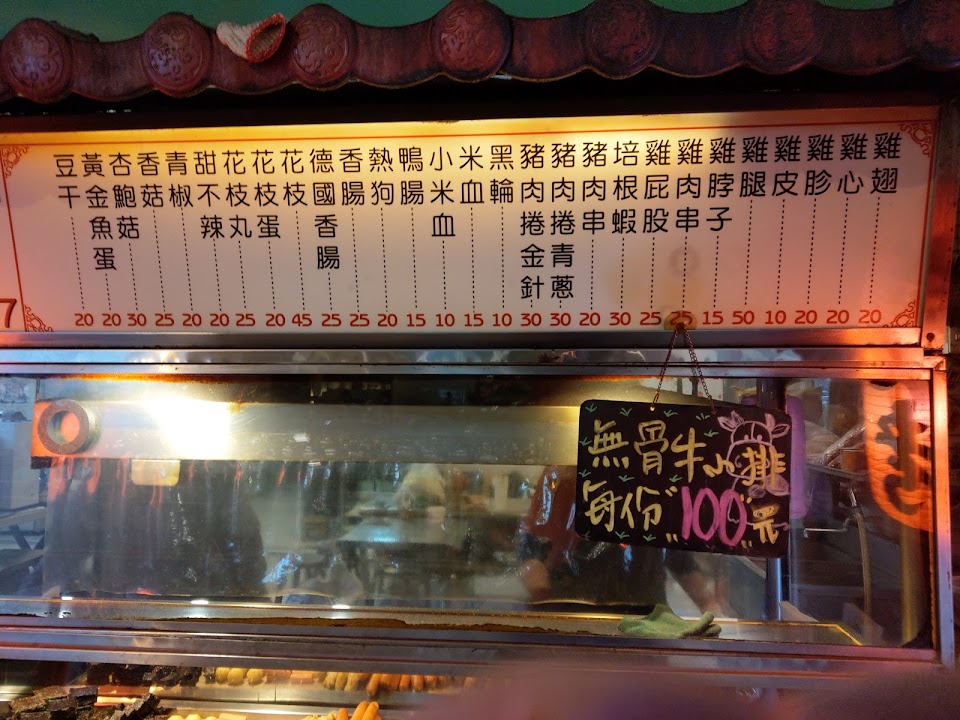 雞翅 20
雞心 20
雞胗 20
雞皮 10
雞腿 50
雞脖子 15
雞肉串 25
雞屁股 25
培根蝦 30
豬肉串 20
豬肉捲青蔥 30
豬肉捲金針 30
黑輪 10
米血 15
小米血 10
鴨腸 15
熱狗 20
香腸 25
德國香腸 25
花枝 45
花枝蛋 20
花枝丸 25
甜不辣 20
青椒 20
香菇 25
杏鮑菇 30
黃金魚蛋 20
豆干 20
7
無骨牛小排
每份"100"元